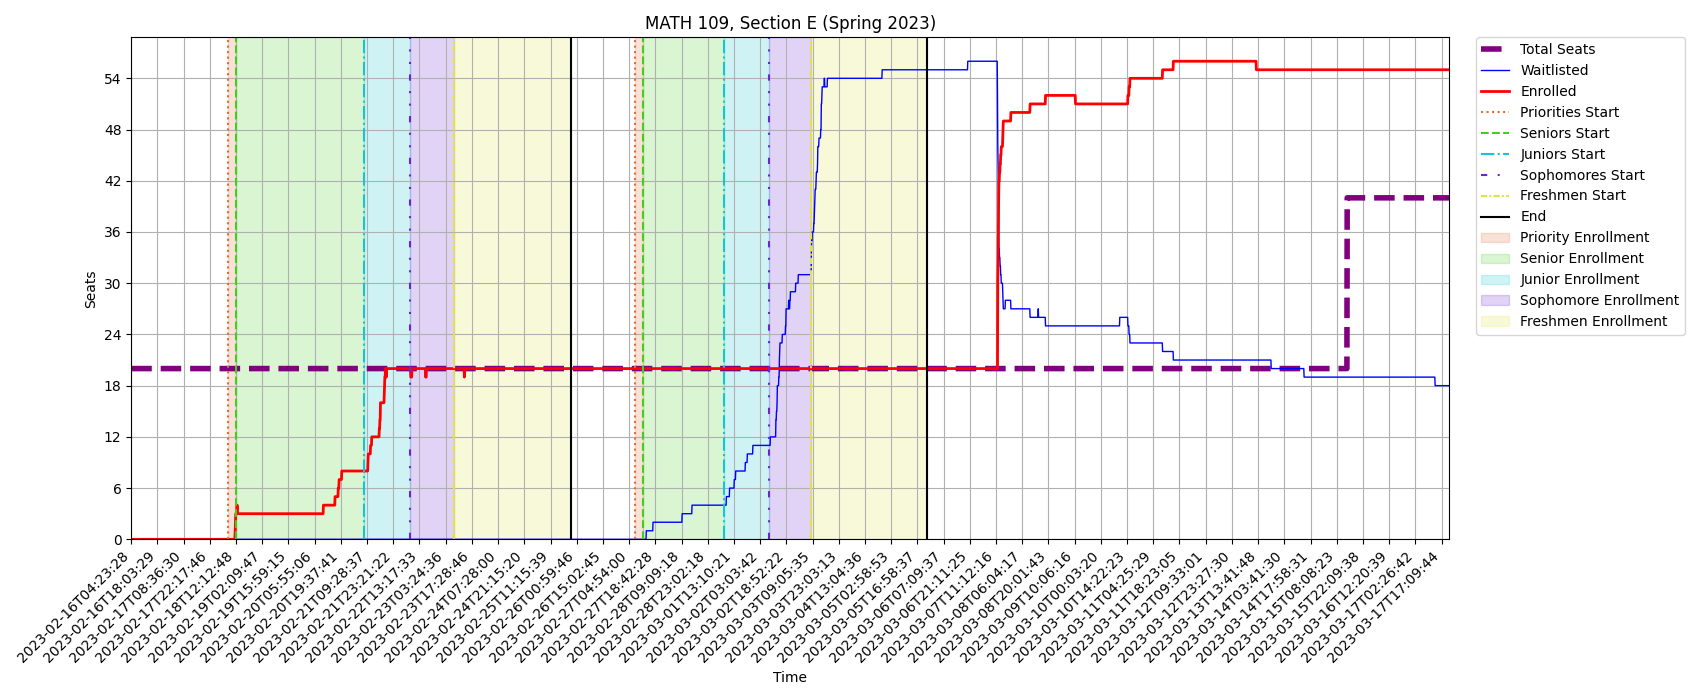 MATH 109, Section E (Spring 2023)
54
48
42
36
30
24
18
12
6
0
Seats
2023-02-16T04:23:28
2023-02-16T18:03:29
2023-02-17T08:36:30
2023-02-17T22:17:46
2023-02-18T12:12:48
2023-02-19T02:09:47
2023-02-19T15:59:15
2023-02-20T05:55:06
2023-02-20T19:37:41
2023-02-21T09:28:37
2023-02-21T23:21:22
2023-02-22T13:17:33
2023-02-23T03:24:36
2023-02-23T17:28:46
2023-02-24T07:28:00
2023-02-24T21:15:20
2023-02-25T11:15:39
2023-02-26T00:59:46
2023-02-26T15:02:45
2023-02-27T04:54:00
2023-02-27T18:42:28
2023-02-28T09:09:18
2023-02-28T23:02:18
2023-03-01T13:10:21
2023-03-02T03:03:42
2023-03-02T18:52:22
2023-03-03T09:05:35
2023-03-03T23:03:13
2023-03-04T13:04:36
2023-03-05T02:58:53
2023-03-05T16:58:37
2023-03-06T07:09:37
2023-03-06T21:11:25
2023-03-07T11:12:16
2023-03-08T06:04:17
2023-03-08T20:01:43
2023-03-09T10:06:16
2023-03-10T00:03:20
2023-03-10T14:22:23
2023-03-11T04:25:29
2023-03-11T18:23:05
2023-03-12T09:33:01
2023-03-12T23:27:30
2023-03-13T13:41:48
2023-03-14T03:41:30
2023-03-14T17:58:31
2023-03-15T08:08:23
2023-03-15T22:09:38
2023-03-16T12:20:39
2023-03-17T02:26:42
2023-03-17T17:09:44
Time
Total Seats
Waitlisted
Enrolled
Priorities Start
Seniors Start
Juniors Start
Sophomores Start
Freshmen Start
End
Priority Enrollment
Senior Enrollment
Junior Enrollment
Sophomore Enrollment
Freshmen Enrollment